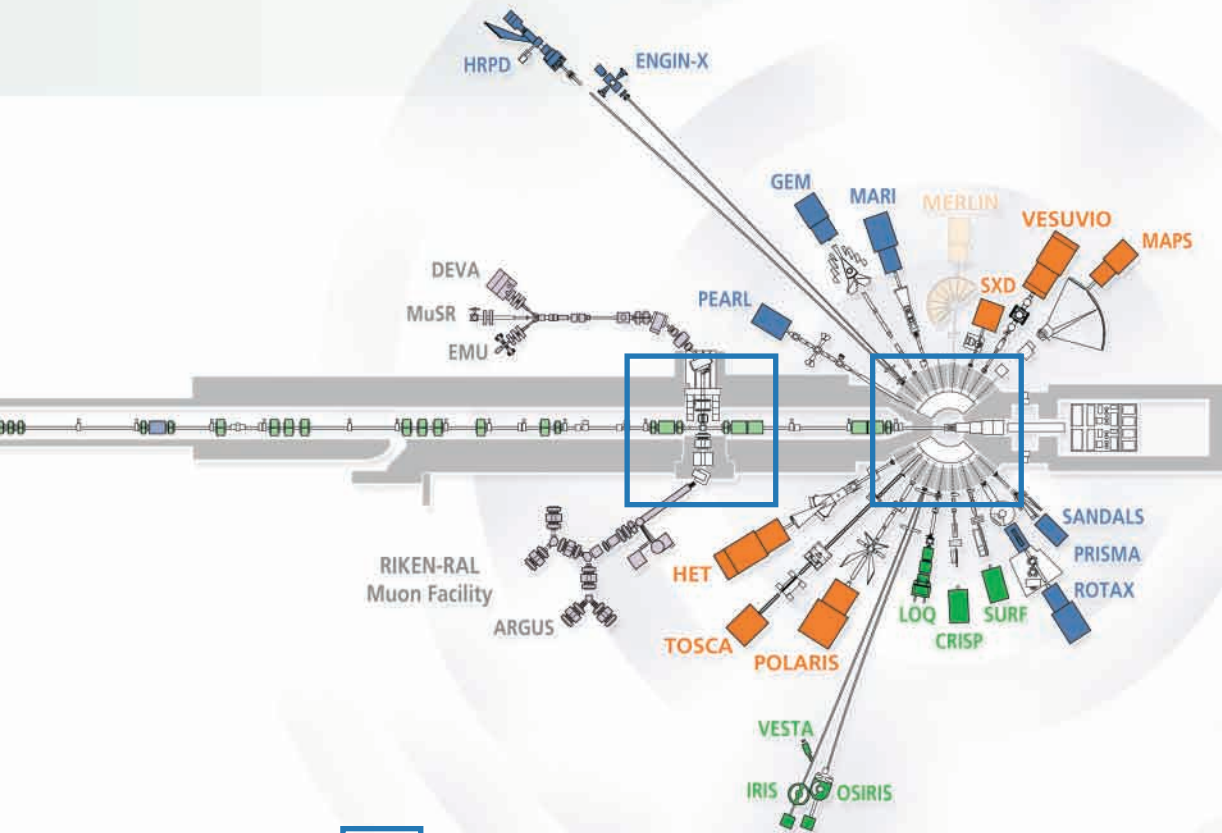 HRPD
ENGIN-X
GEM
MARI
MERLIN
VESUVIO
MAPS
SXD
DEVA
MuSR
EMU
PEARL
RIKEN-RAL
Muon Facility
ARGUS
HET
TOSCA
POLARIS
LOQ
CRISP
SURF
SANDALS
PRISMA
ROTAX
VESTA
IRIS
OSIRIS